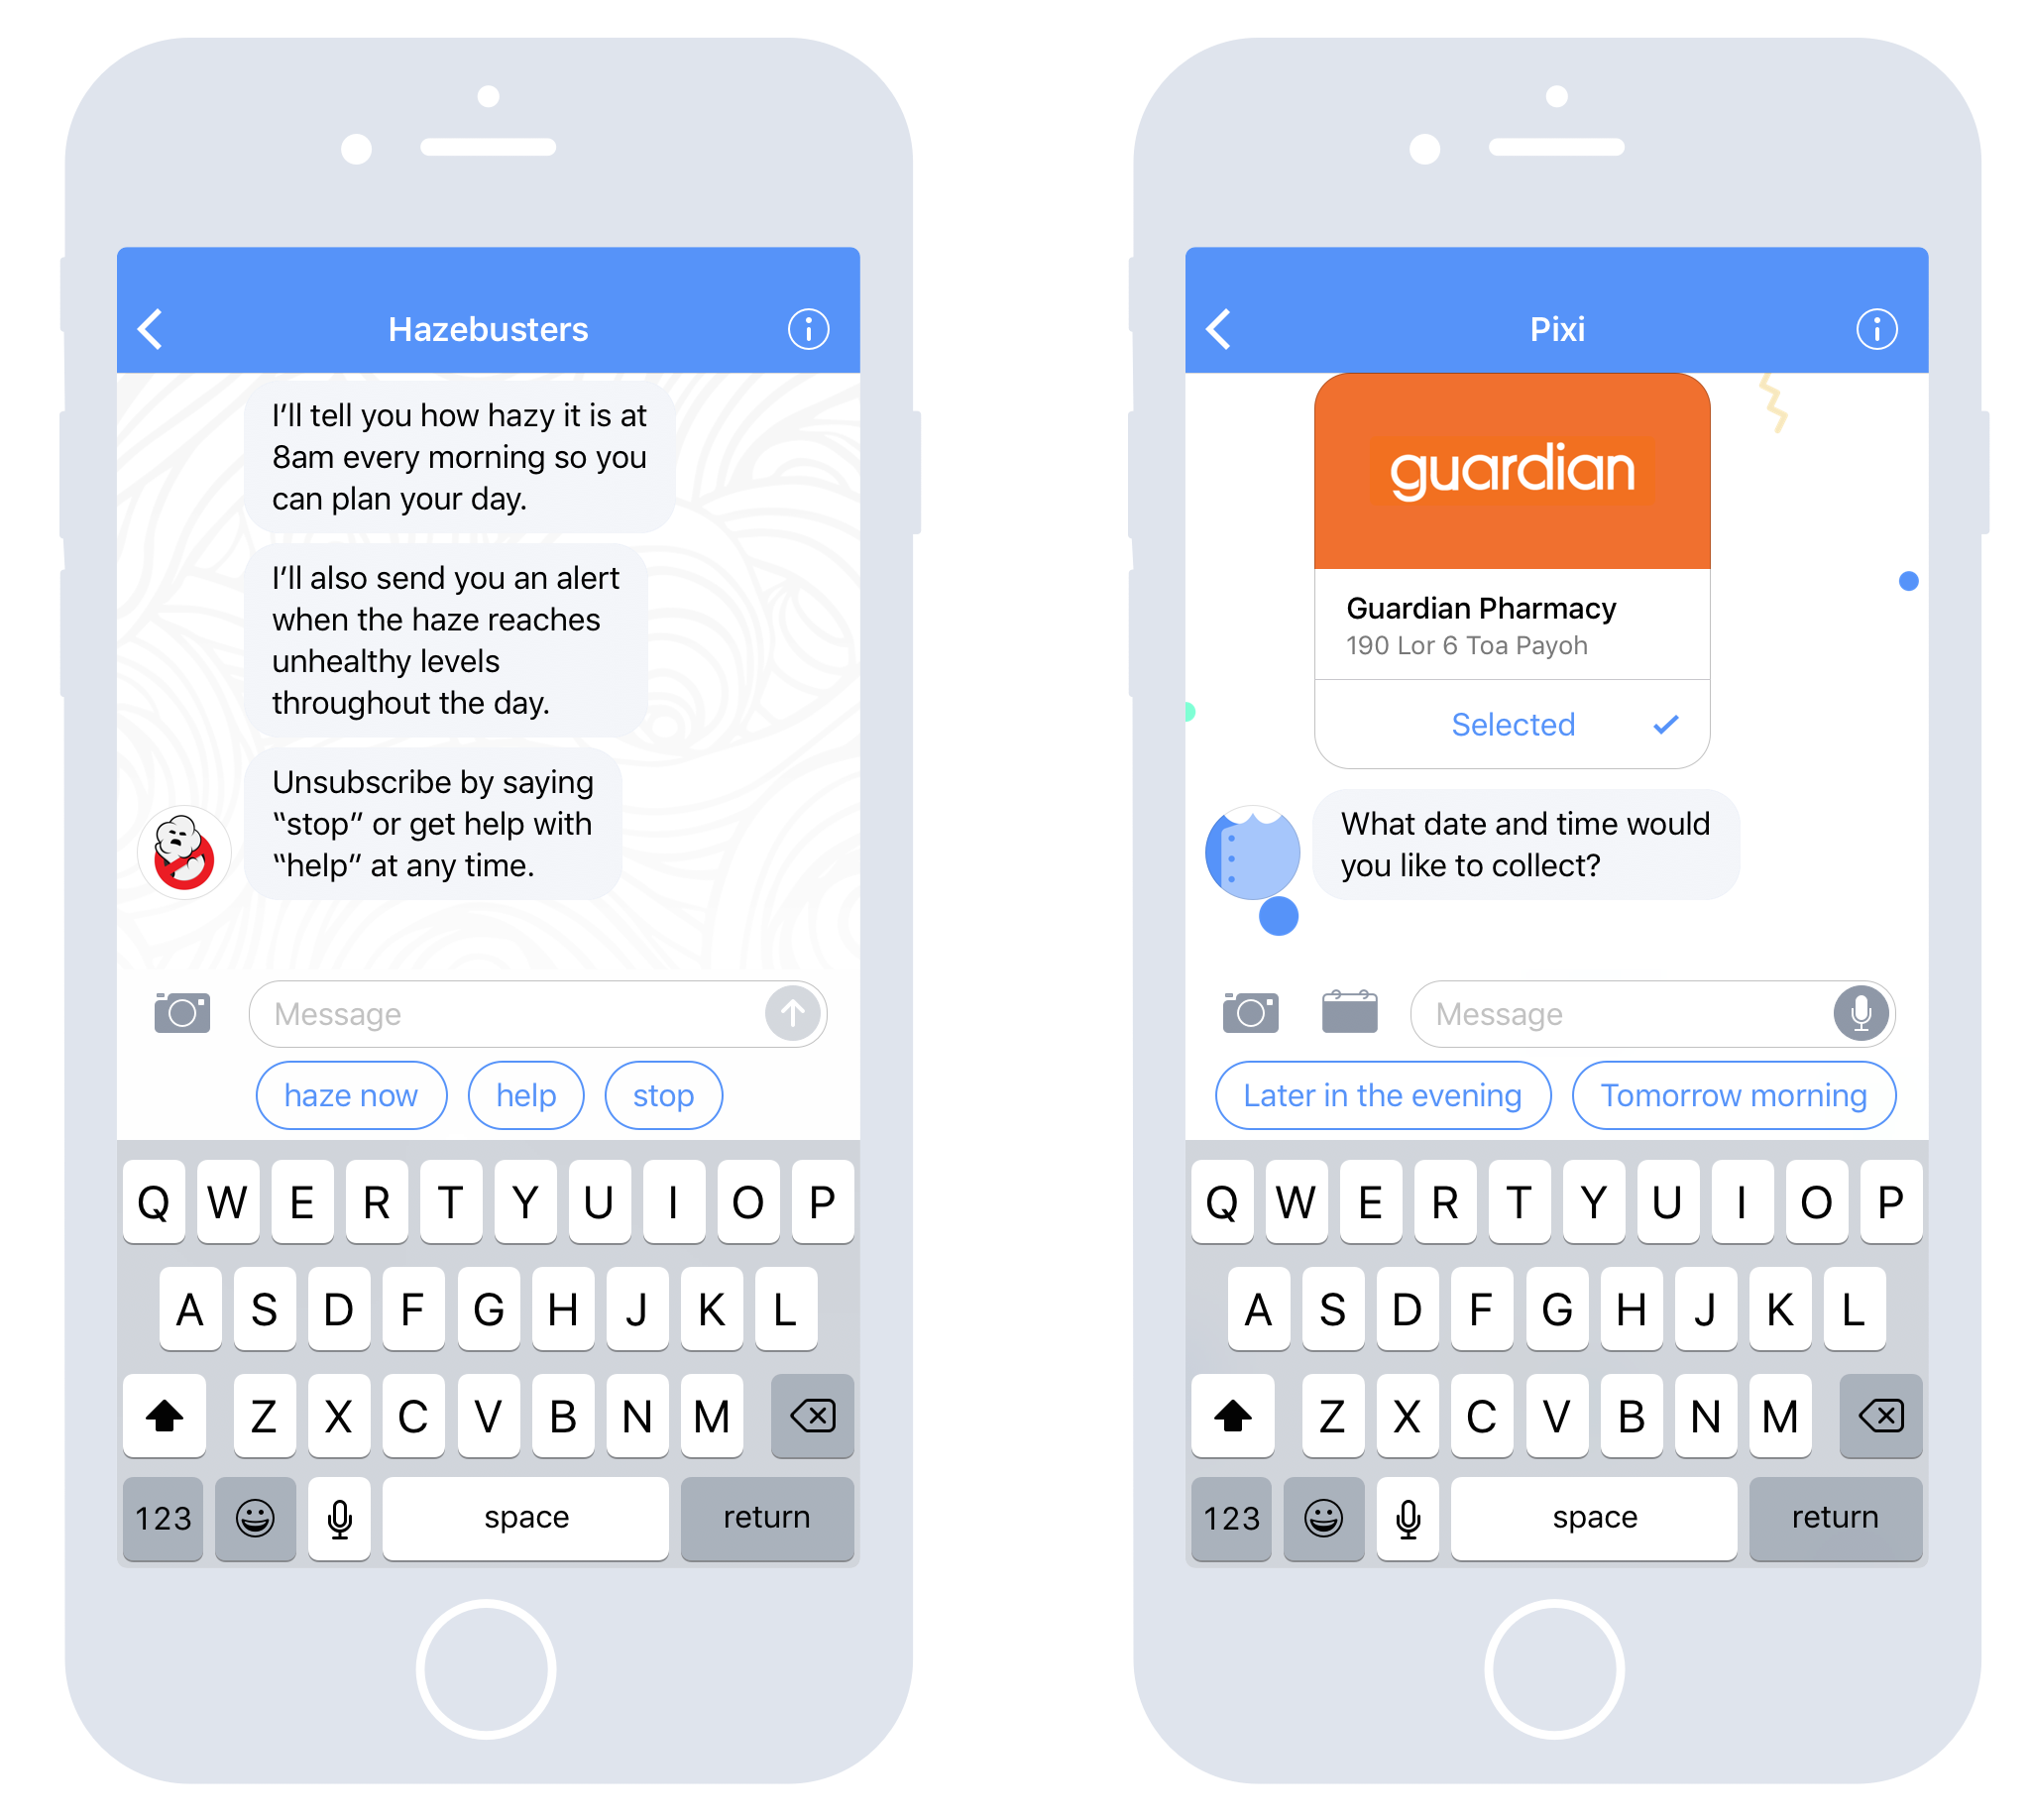 Hazebusters
I’ll tell you how hazy it is at
8am every morning so you
can plan your day.
I’ll also send you an alert
when the haze reaches
unhealthy levels
throughout the day.
Unsubscribe by saying
“stop” or get help with
“help” at any time.
Message
haze now help stop
Q W E R T Y U I O P
A S D F G H J K L
Z X C V B N M
123 space return
Pixi
guardian
Guardian Pharmacy
190 Lor 6 Toa Payoh
Selected
What date and time would
you like to collect?
Message
Later in the evening Tomorrow morning
Q W E R T Y U I O P
A S D F G H J K L
Z X C V B N M
123 space return